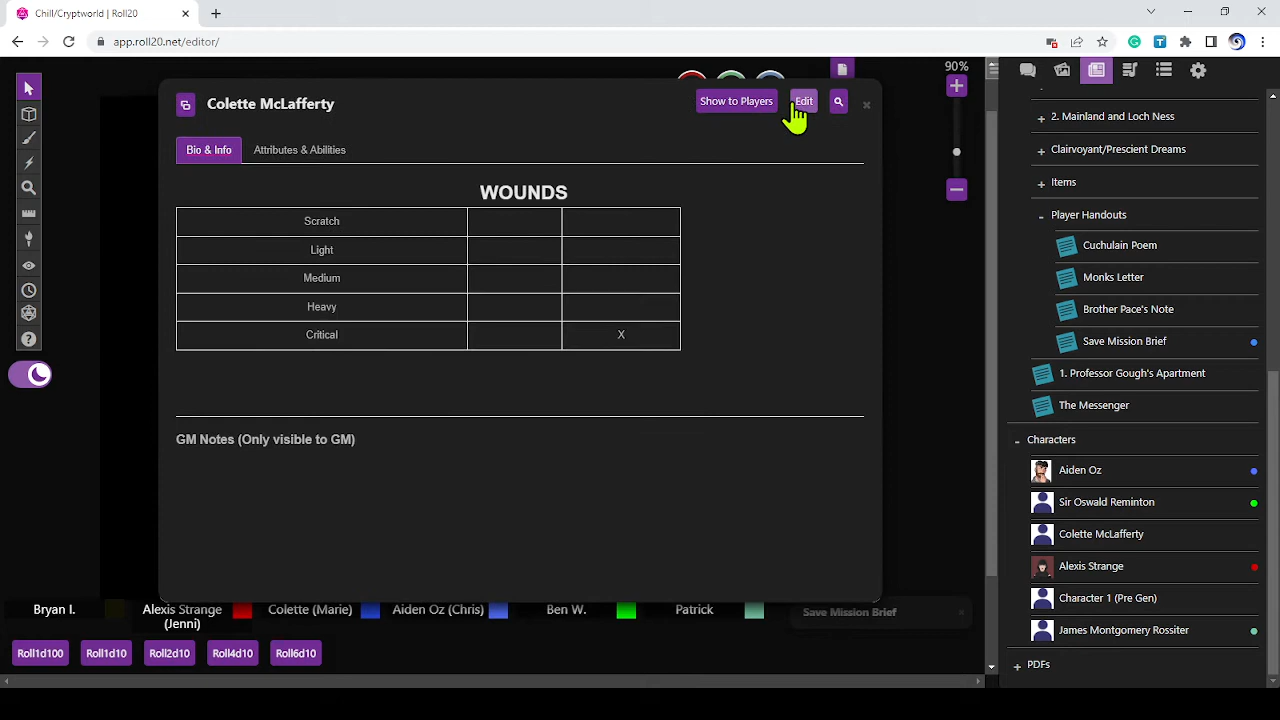 Chill/Cryptworld | Roll20
app.roll20.net/editor/
90%
Colette McLafferty
Show to Players
Edit
Bio & Info
Attributes & Abilities
WOUNDS
Scratch
Light
Medium
Heavy
Critical X
GM Notes (Only visible to GM)
2. Mainland and Loch Ness
Clairvoyant/Prescient Dreams
Items
Player Handouts
Cuchulain Poem
Monks Letter
Brother Pace's Note
Save Mission Brief
1. Professor Gough's Apartment
The Messenger
Characters
Aiden Oz
Sir Oswald Reminton
Colette McLafferty
Alexis Strange
Character 1 (Pre Gen)
James Montgomery Rossiter
PDFs
Bryan I.
Alexis Strange
(Jenni)
Colette (Marie)
Aiden Oz (Chris)
Ben W.
Patrick
Save Mission Brief
Roll1d100
Roll1d10
Roll2d10
Roll4d10
Roll6d10